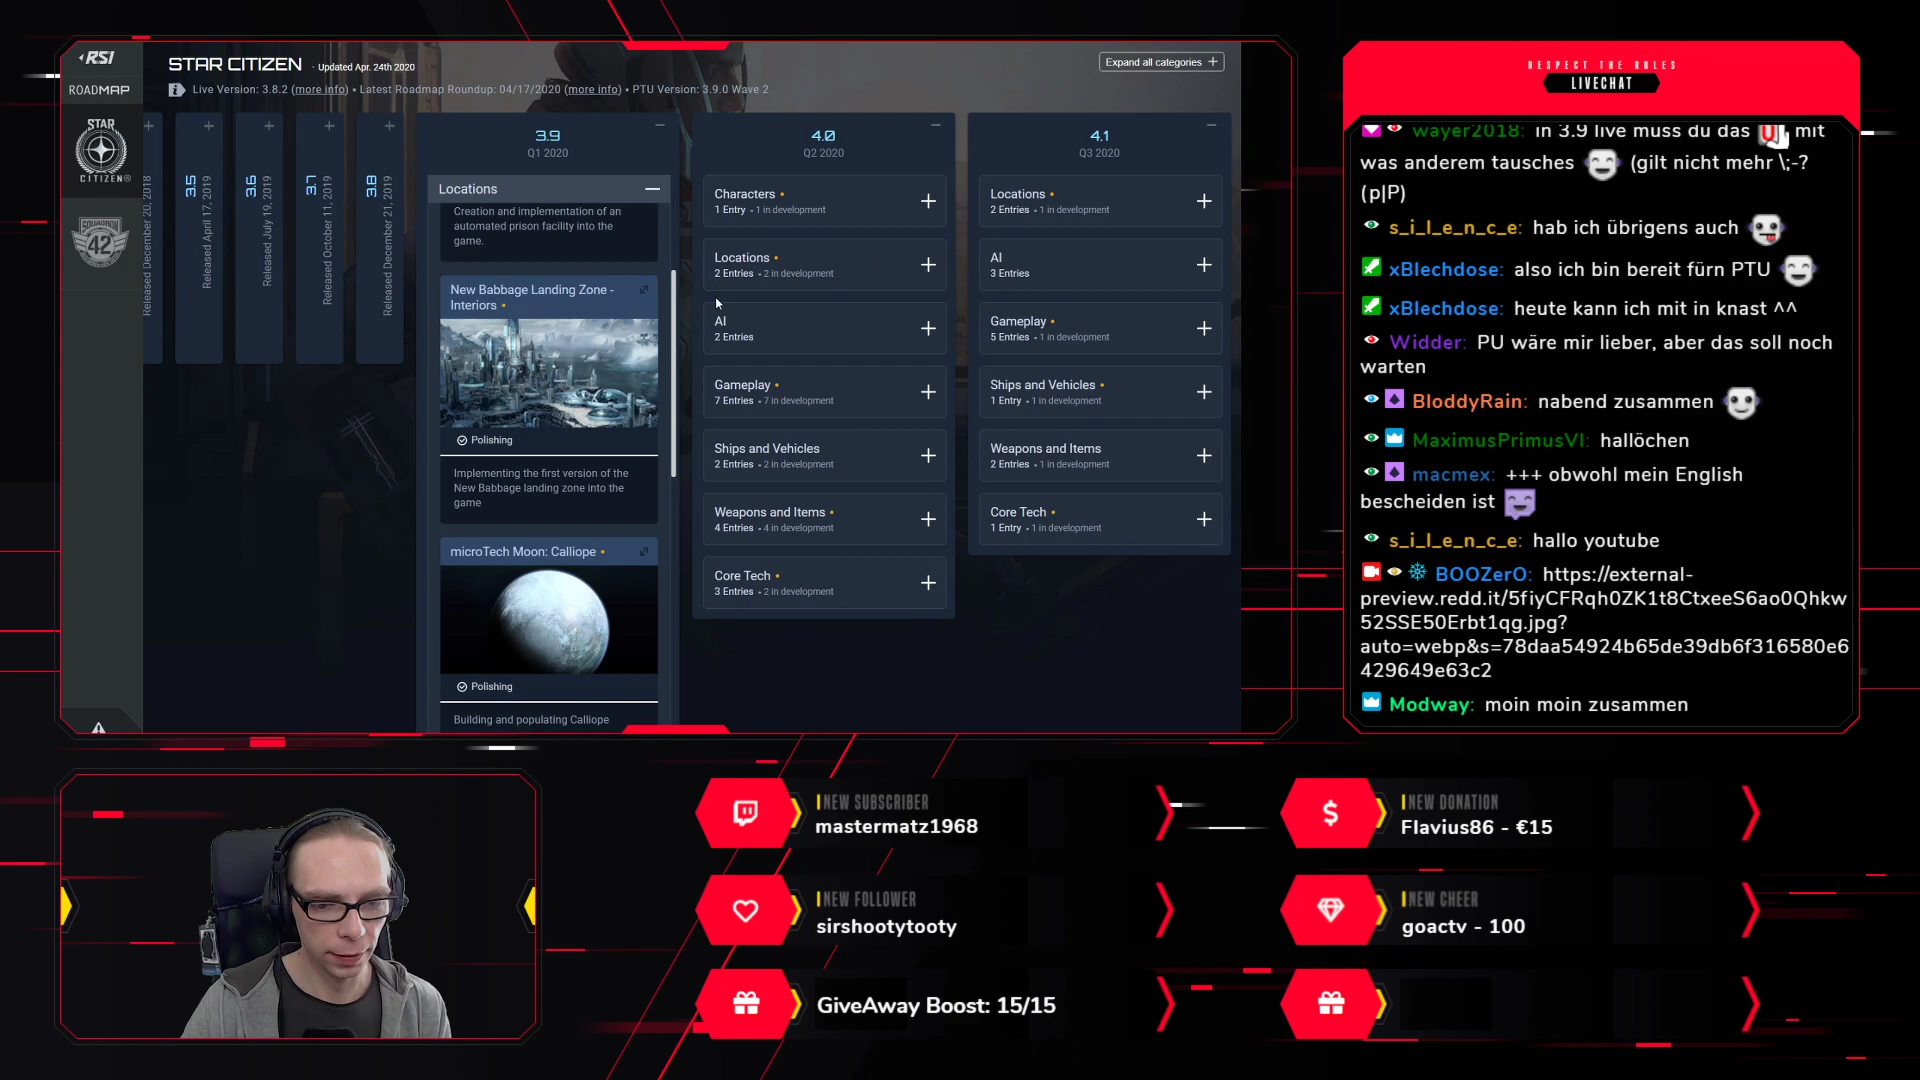 RSI
ROADMAP
STAR CITIZEN®
SQUADRON 42
STAR CITIZEN • Updated Apr. 24th 2020
Live Version: 3.8.2 (more info) • Latest Roadmap Roundup: 04/17/2020 (more info) • PTU Version: 3.9.0 Wave 2
Expand all categories +
Released December 20, 2018
3.5
Released April 17, 2019
3.6
Released July 19, 2019
3.7
Released October 11, 2019
3.8
Released December 21, 2019
3.9
Q1 2020
Locations
Creation and implementation of an
automated prison facility into the
game.
New Babbage Landing Zone -
Interiors •
Polishing
Implementing the first version of the
New Babbage landing zone into the
game
microTech Moon: Calliope •
Polishing
Building and populating Calliope
4.0
Q2 2020
Characters •
1 Entry • 1 in development
Locations •
2 Entries • 2 in development
AI
2 Entries
Gameplay •
7 Entries • 7 in development
Ships and Vehicles
2 Entries • 2 in development
Weapons and Items •
4 Entries • 4 in development
Core Tech •
3 Entries • 2 in development
4.1
Q3 2020
Locations •
2 Entries • 1 in development
AI
3 Entries
Gameplay •
5 Entries • 1 in development
Ships and Vehicles •
1 Entry • 1 in development
Weapons and Items
2 Entries • 1 in development
Core Tech •
1 Entry • 1 in development
RESPECT THE RULES
LIVECHAT
wayer2018: in 3.9 live muss du das mit
was anderem tausches (gilt nicht mehr \;-?
(p|P)
s_i_l_e_n_c_e: hab ich übrigens auch
xBlechdose: also ich bin bereit fürn PTU
xBlechdose: heute kann ich mit in knast ^^
Widder: PU wäre mir lieber, aber das soll noch
warten
BloddyRain: nabend zusammen
MaximusPrimusVI: hallöchen
macmex: +++ obwohl mein English
bescheiden ist
s_i_l_e_n_c_e: hallo youtube
BOOZerO: https://external-
preview.redd.it/5fiyCFRqh0ZK1t8CtxeeS6ao0Qhkw
52SSE50Erbt1qg.jpg?
auto=webp&s=78daa54924b65de39db6f316580e6
429649e63c2
Modway: moin moin zusammen
NEW SUBSCRIBER
mastermatz1968
NEW DONATION
Flavius86 - €15
NEW FOLLOWER
sirshootytooty
NEW CHEER
goactv - 100
GiveAway Boost: 15/15